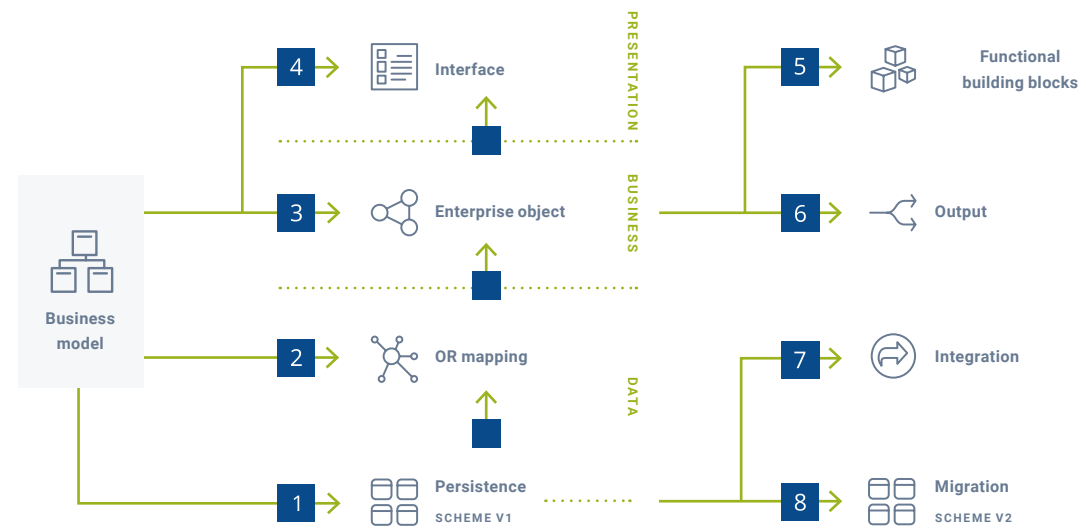 4
Interface
PRESENTATION
5
Functional
building blocks
3
Enterprise object
BUSINESS
6
Output
Business
model
2
OR mapping
DATA
7
Integration
1
Persistence
SCHEME V1
8
Migration
SCHEME V2